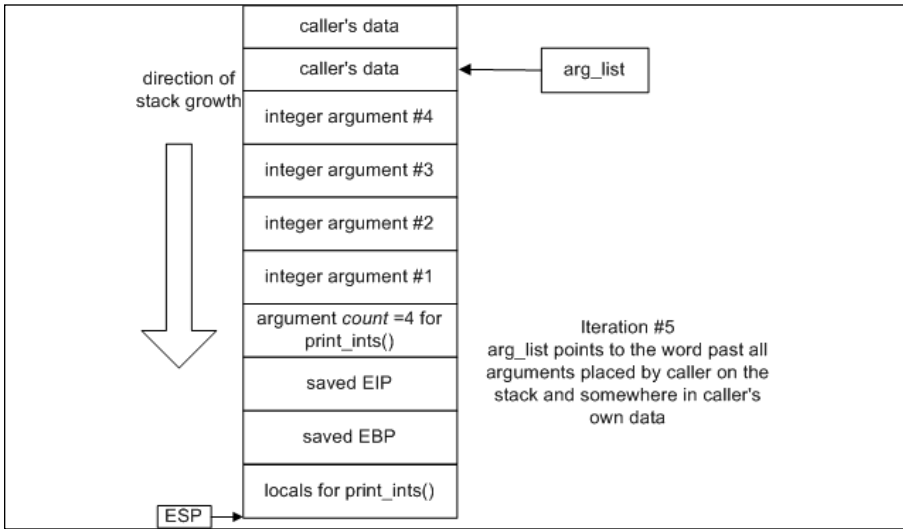 caller's data
caller's data
arg_list
direction of
stack growth
integer argument #4
integer argument #3
integer argument #2
integer argument #1
argument count =4 for
print_ints()
saved EIP
saved EBP
locals for print_ints()
ESP
Iteration #5
arg_list points to the word past all
arguments placed by caller on the
stack and somewhere in caller's
own data